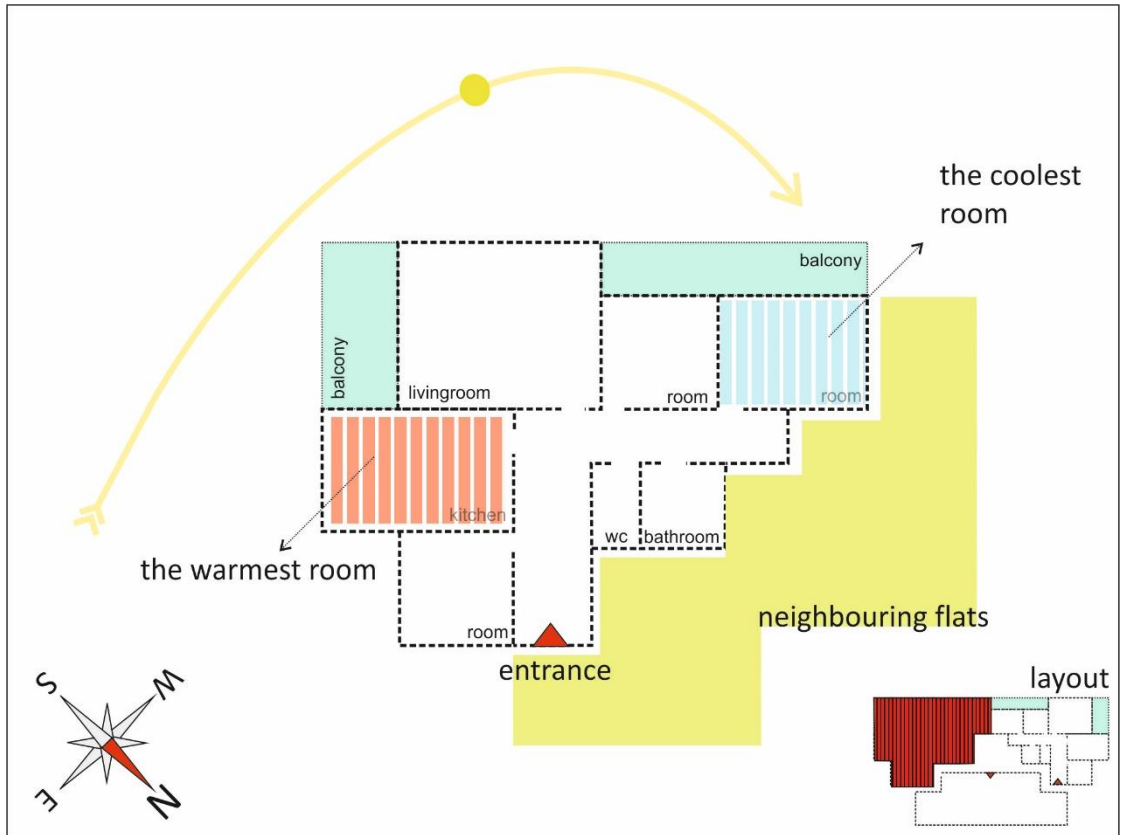 the coolest
room
balcony
balcony
livingroom
room
room
kitchen
the warmest room
wc
bathroom
room
neighbouring flats
entrance
layout
S
W
E
N